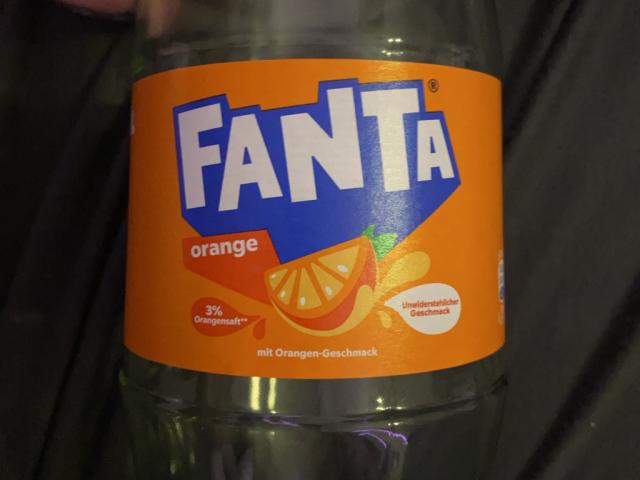 FANTA®
orange
3%
Orangensaft**
Unwiderstehlicher
Geschmack
mit Orangen-Geschmack